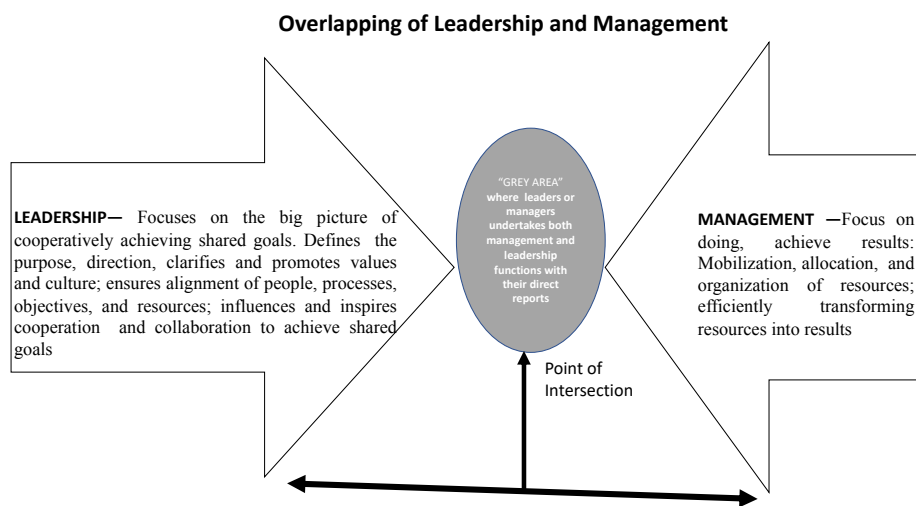 Overlapping of Leadership and Management
LEADERSHIP— Focuses on the big picture of
cooperatively achieving shared goals. Defines the
purpose, direction, clarifies and promotes values
and culture; ensures alignment of people, processes,
objectives, and resources; influences and inspires
cooperation and collaboration to achieve shared
goals
“GREY AREA”
where leaders or
managers
undertakes both
management and
leadership
functions with
their direct
reports
MANAGEMENT —Focus on
doing, achieve results:
Mobilization, allocation, and
organization of resources;
efficiently transforming
resources into results
Point of
Intersection